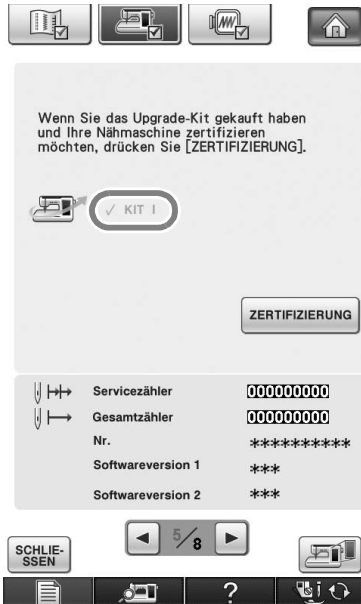 Wenn Sie das Upgrade-Kit gekauft haben
und Ihre Nähmaschine zertifizieren
möchten, drücken Sie [ZERTIFIZIERUNG].
✓ KIT I
ZERTIFIZIERUNG
Servicezähler 000000000
Gesamtzähler 000000000
Nr. **********
Softwareversion 1 ***
Softwareversion 2 ***
SCHLIE-
SSEN
5/8
?